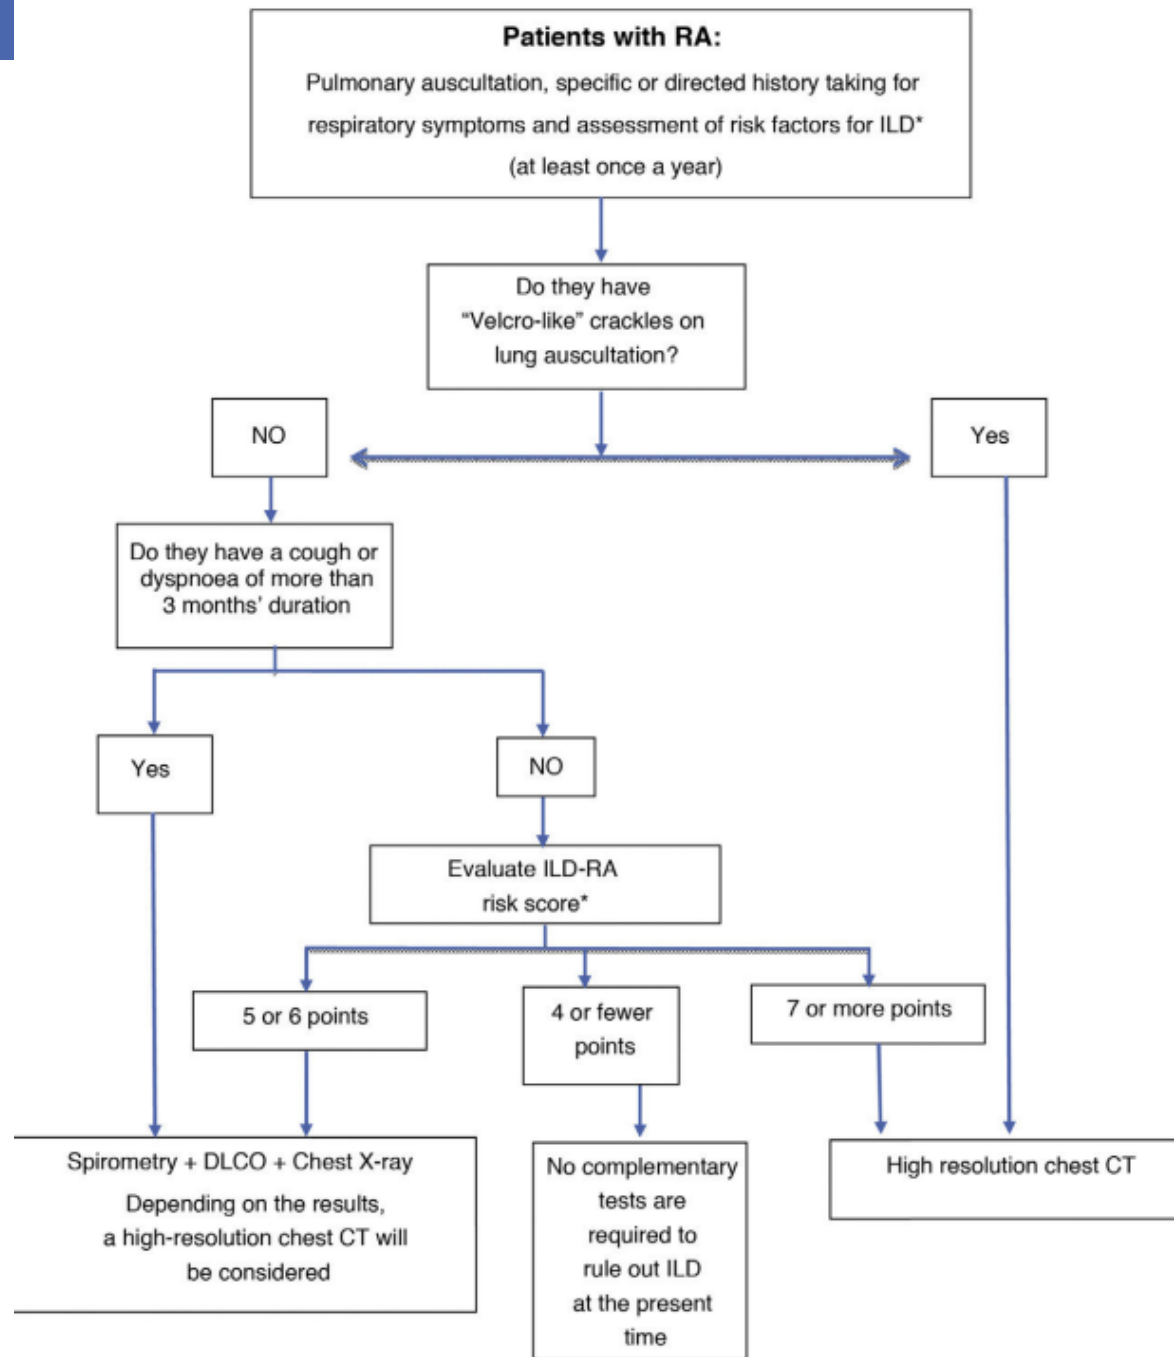 Patients with RA:
Pulmonary auscultation, specific or directed history taking for
respiratory symptoms and assessment of risk factors for ILD*
(at least once a year)
Do they have
“Velcro-like” crackles on
lung auscultation?
NO
Yes
Do they have a cough or
dyspnoea of more than
3 months’ duration
Yes
NO
Evaluate ILD-RA
risk score*
5 or 6 points
4 or fewer
points
7 or more points
Spirometry + DLCO + Chest X-ray
Depending on the results,
a high-resolution chest CT will
be considered
No complementary
tests are
required to
rule out ILD
at the present
time
High resolution chest CT